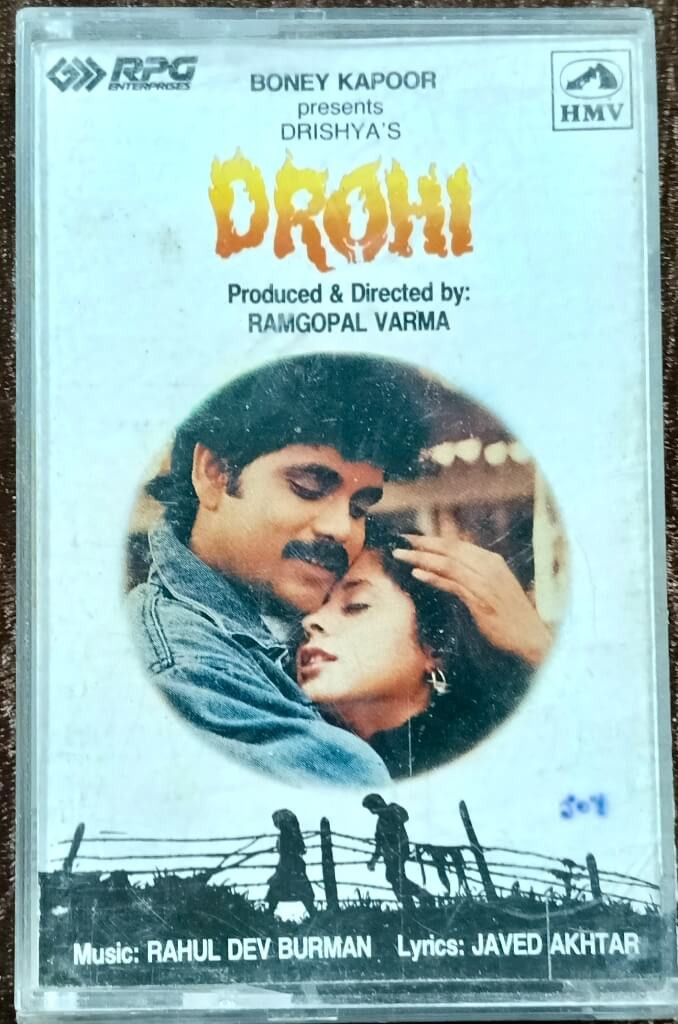 RPG
ENTERPRISES
BONEY KAPOOR
presents
DRISHYA'S
HMV
DROHI
Produced & Directed by:
RAMGOPAL VARMA
Music: RAHUL DEV BURMAN Lyrics: JAVED AKHTAR